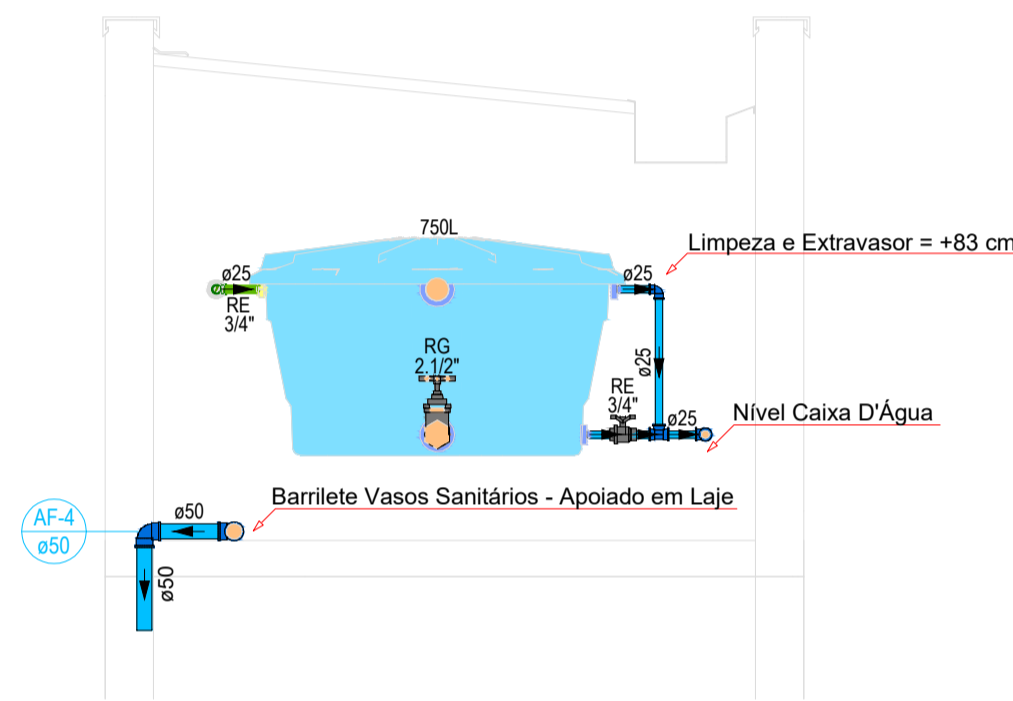 750L
Limpeza e Extravasor = +83 cm
ø25
RE
3/4"
ø25
ø25
RG
2.1/2"
RE
3/4"
ø25
Nível Caixa D'Água
Barrilete Vasos Sanitários - Apoiado em Laje
AF-4
ø50
ø50
ø50